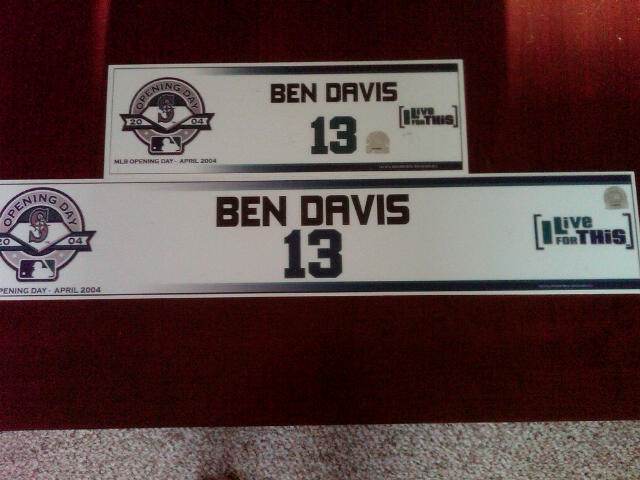 OPENING DAY
S
20 04
MLB OPENING DAY - APRIL 2004
BEN DAVIS
13
[I LIVE FOR THIS]
OPENING DAY
S
20 04
PENING DAY - APRIL 2004
BEN DAVIS
13
[I LIVE FOR THIS]